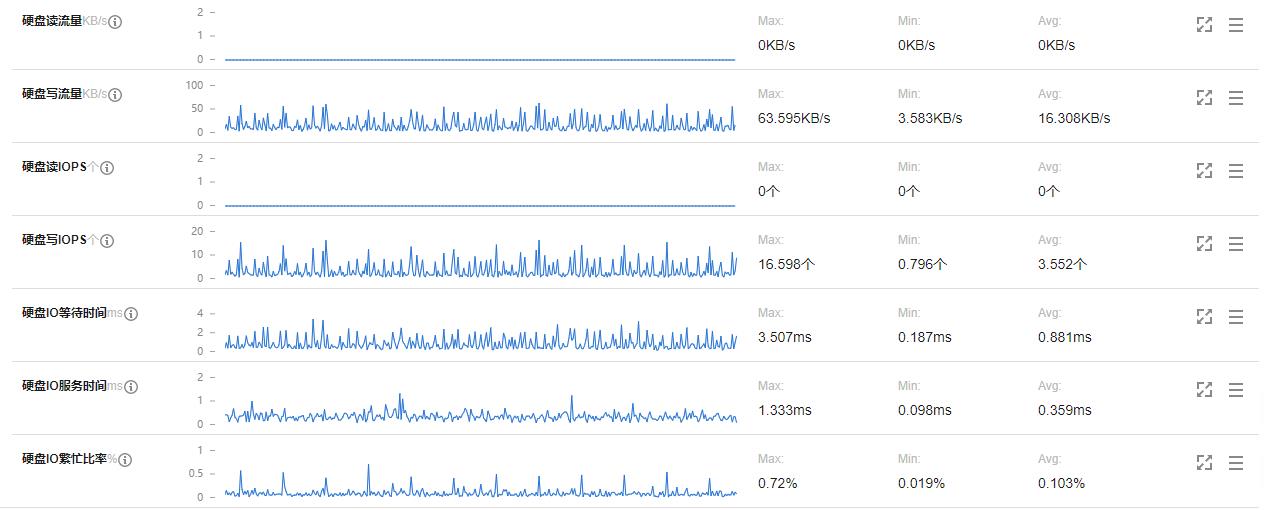 硬盘读流量KB/s
2
1
0
Max:
Min:
Avg:
0KB/s
0KB/s
0KB/s
硬盘写流量KB/s
100
50
0
Max:
Min:
Avg:
63.595KB/s
3.583KB/s
16.308KB/s
硬盘读IOPS个
2
1
0
Max:
Min:
Avg:
0个
0个
0个
硬盘写IOPS个
20
10
0
Max:
Min:
Avg:
16.598个
0.796个
3.552个
硬盘IO等待时间ms
4
2
0
Max:
Min:
Avg:
3.507ms
0.187ms
0.881ms
硬盘IO服务时间ms
2
1
0
Max:
Min:
Avg:
1.333ms
0.098ms
0.359ms
硬盘IO繁忙比率%
1
0.5
0
Max:
Min:
Avg:
0.72%
0.019%
0.103%